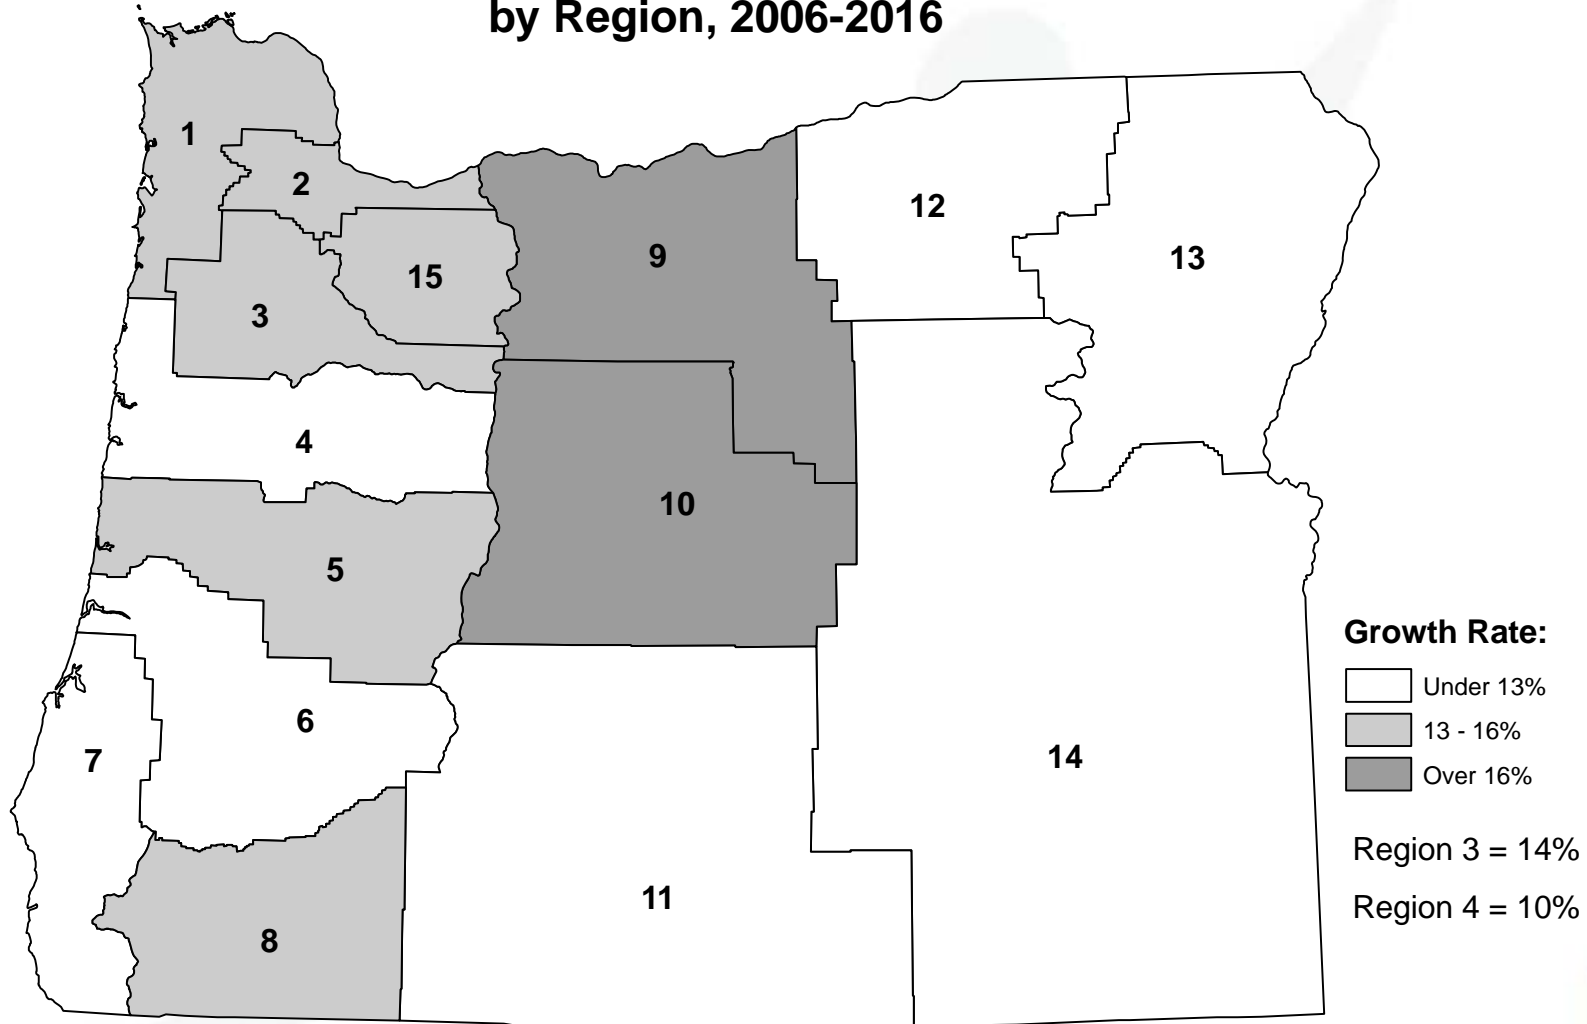 by Region, 2006-2016
1
2
12
9
13
15
3
4
10
5
Growth Rate:
Under 13%
6
13 - 16%
7
14
Over 16%
Region 3 = 14%
11
Region 4 = 10%
8